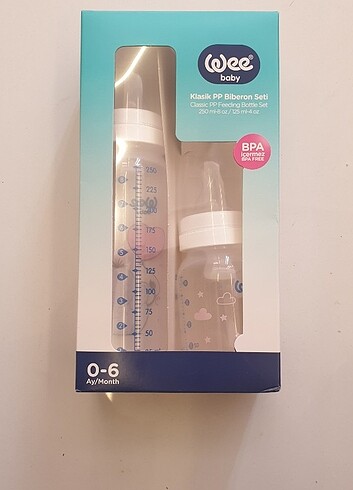 Wee
baby
Klasik PP Biberon Seti
Classic PP Feeding Bottle Set
250 ml-8 oz / 125 ml-4 oz
BPA
içermez
BPA FREE
250
225
175
150
125
100
75
50
0-6
Ay/Month